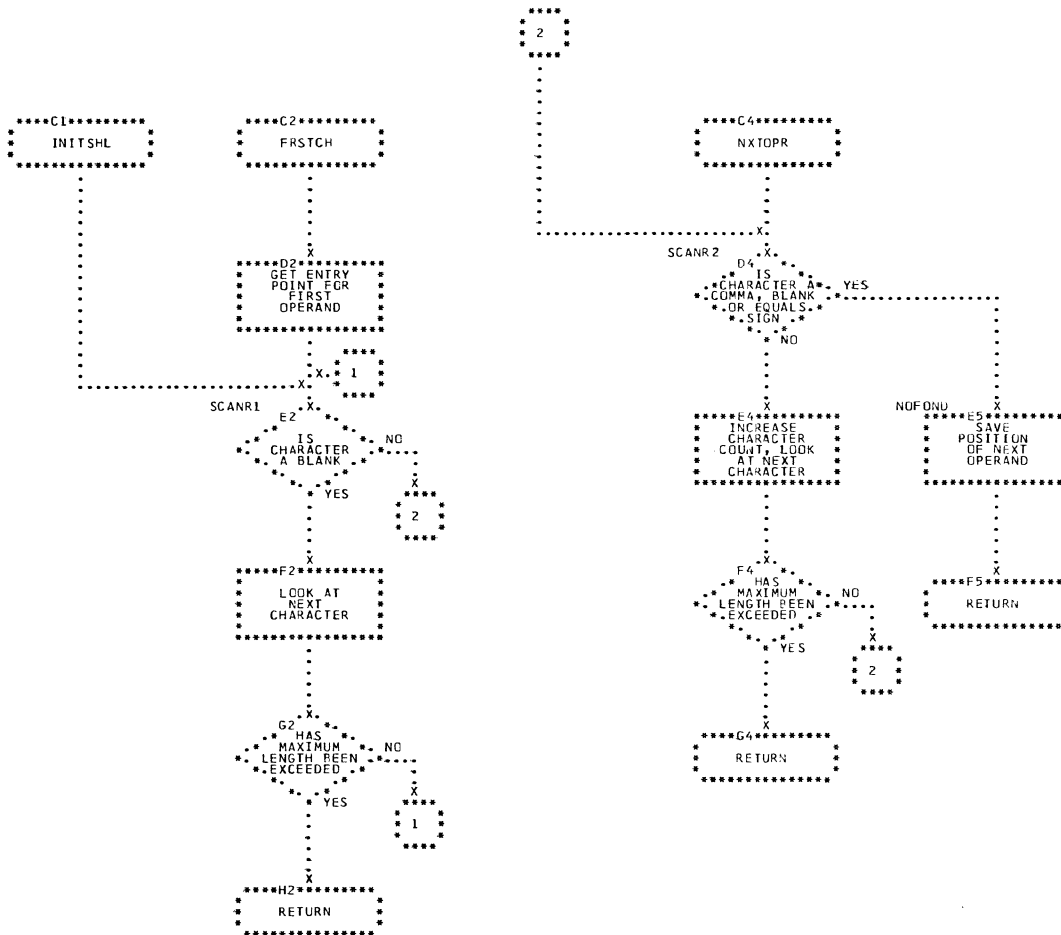 2
C1
INITSHL
C2
FRSTCH
C4
NXTOPR
D2
GET ENTRY
POINT FOR
FIRST
OPERAND
1
SCANR1
E2
IS
CHARACTER
A BLANK
NO
YES
2
F2
LOOK AT
NEXT
CHARACTER
G2
HAS
MAXIMUM
LENGTH BEEN
EXCEEDED
NO
YES
1
H2
RETURN
SCANR2
D4
IS
CHARACTER A
COMMA, BLANK
OR EQUALS
SIGN
YES
NO
E4
INCREASE
CHARACTER
COUNT, LOOK
AT NEXT
CHARACTER
NOFOND
E5
SAVE
POSITION
OF NEXT
OPERAND
F4
HAS
MAXIMUM
LENGTH BEEN
EXCEEDED
NO
YES
2
F5
RETURN
G4
RETURN